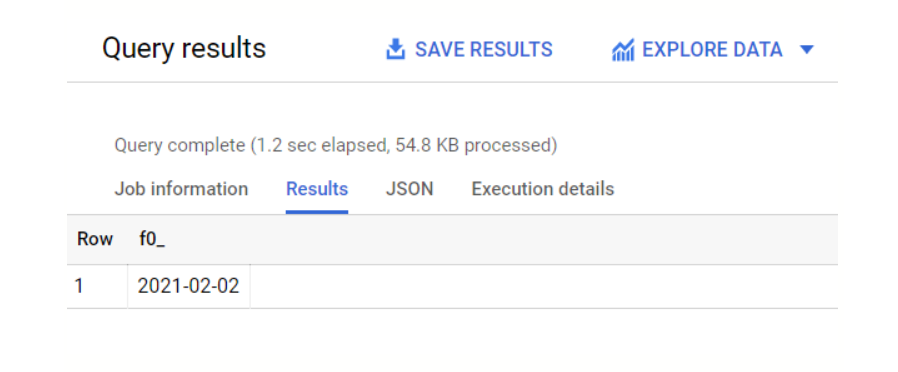 Query results SAVE RESULTS EXPLORE DATA
Query complete (1.2 sec elapsed, 54.8 KB processed)
Job information Results JSON Execution details
Row f0_
1 2021-02-02